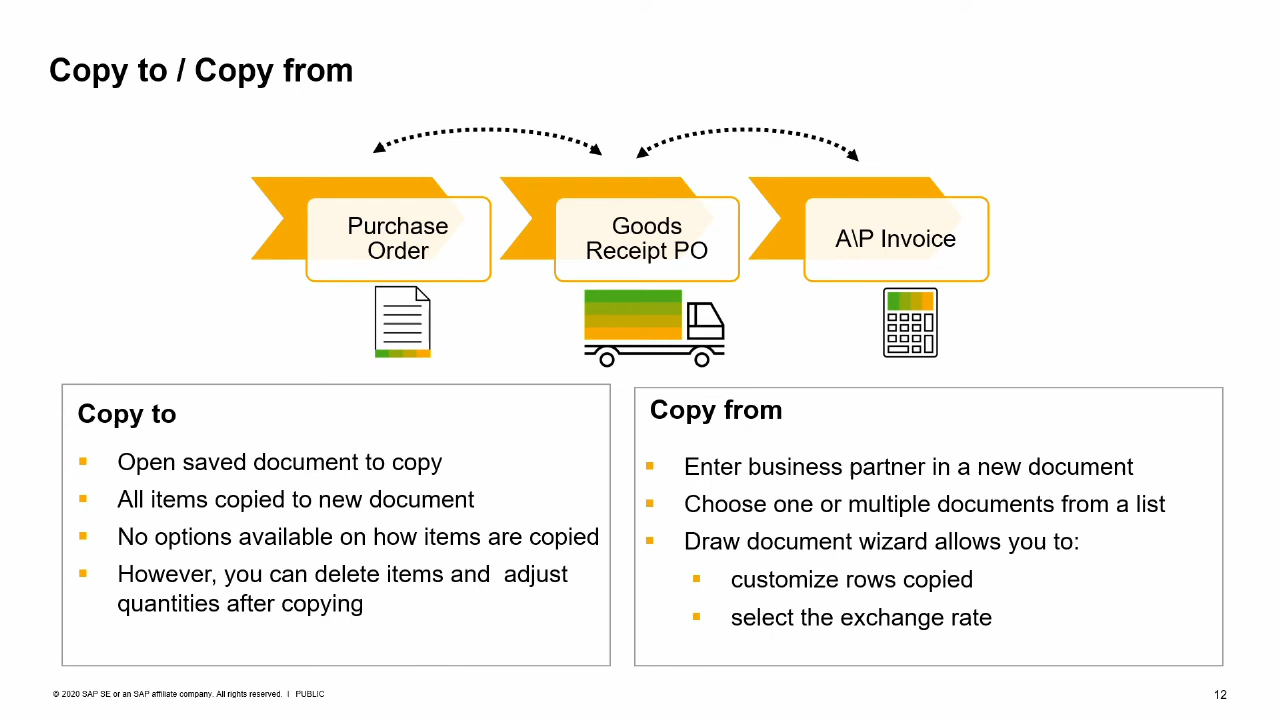 Copy to / Copy from
Purchase
Order
Goods
Receipt PO
A\P Invoice
Copy to
Open saved document to copy
All items copied to new document
No options available on how items are copied
However, you can delete items and  adjust
quantities after copying
Copy from
Enter business partner in a new document
Choose one or multiple documents from a list
Draw document wizard allows you to:
customize rows copied
select the exchange rate
© 2020 SAP SE or an SAP affiliate company. All rights reserved. I PUBLIC
12